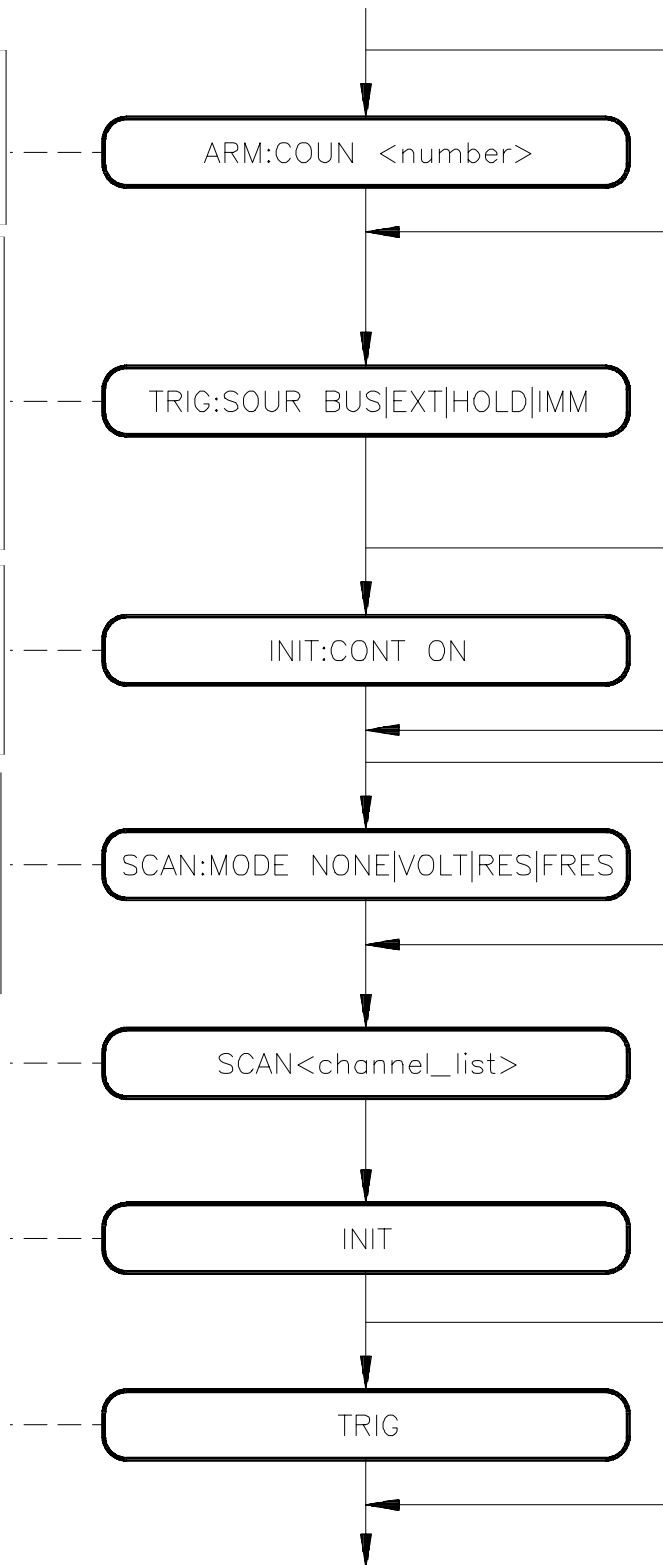 ARM:COUN <number>
TRIG:SOUR BUS|EXT|HOLD|IMM
INIT:CONT ON
SCAN:MODE NONE|VOLT|RES|FRES
SCAN<channel_list>
INIT
TRIG